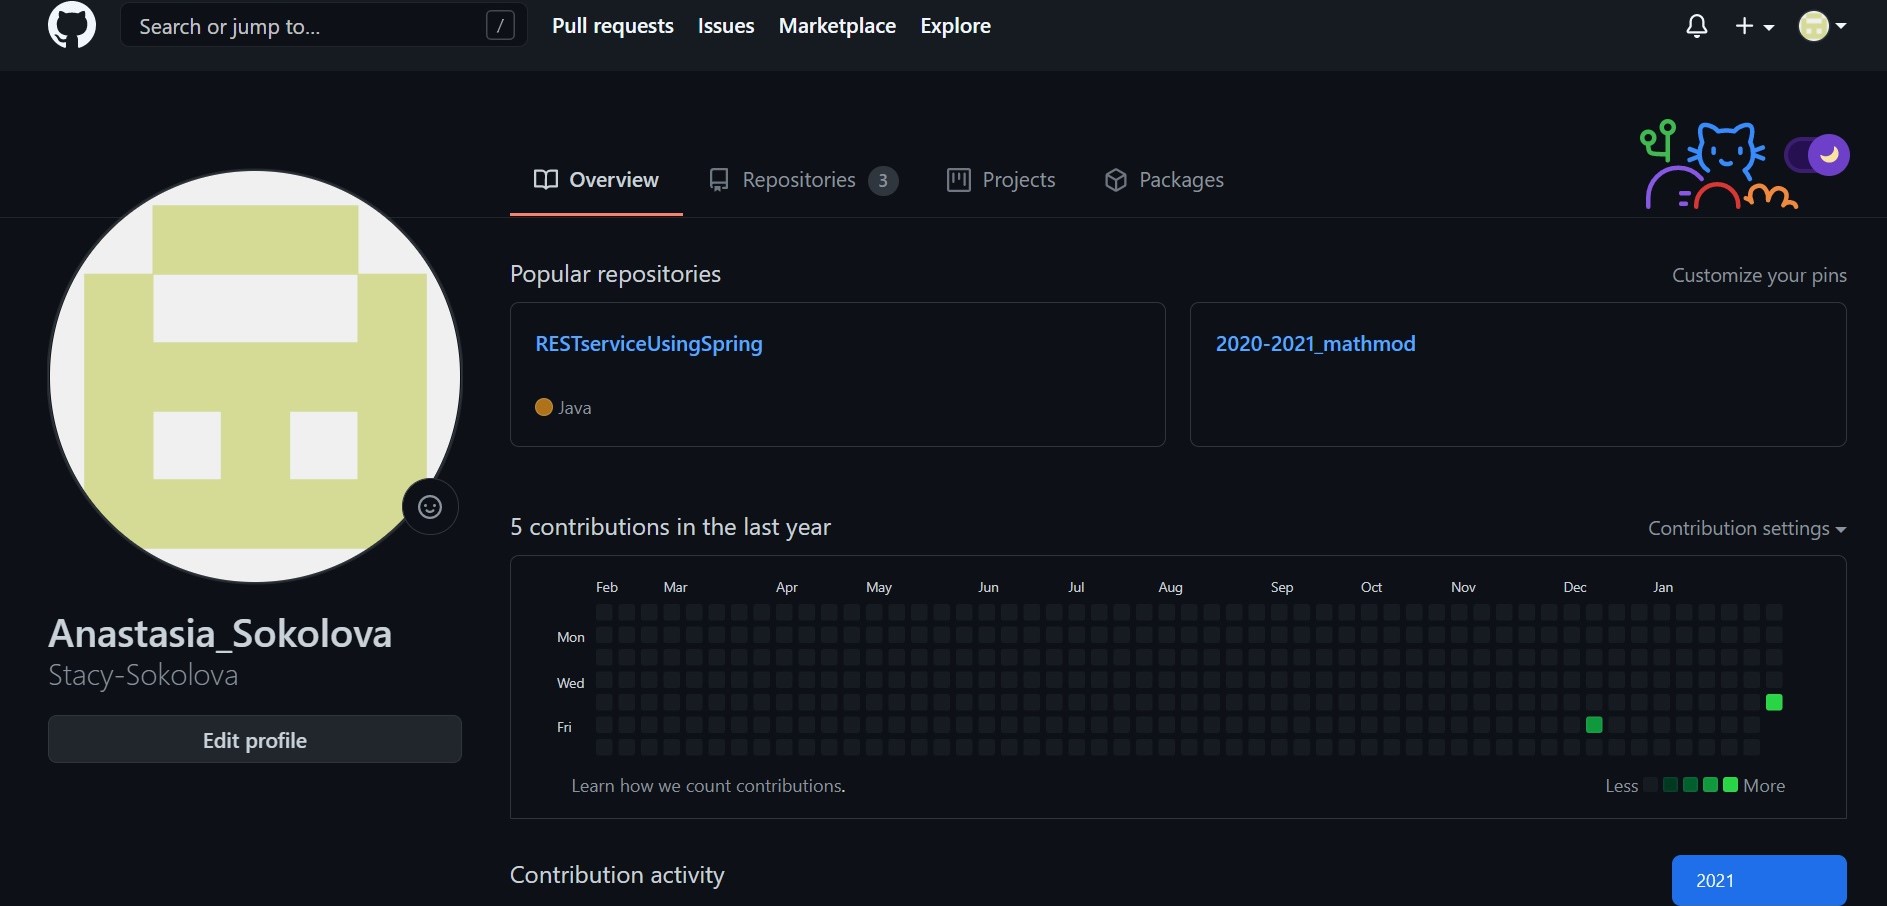 Search or jump to... /
Pull requests Issues Marketplace Explore
Overview Repositories 3 Projects Packages
Popular repositories Customize your pins
RESTserviceUsingSpring
Java
2020-2021_mathmod
5 contributions in the last year Contribution settings
Feb Mar Apr May Jun Jul Aug Sep Oct Nov Dec Jan
Mon
Wed
Fri
Learn how we count contributions. Less More
Anastasia_Sokolova
Stacy-Sokolova
Edit profile
Contribution activity 2021